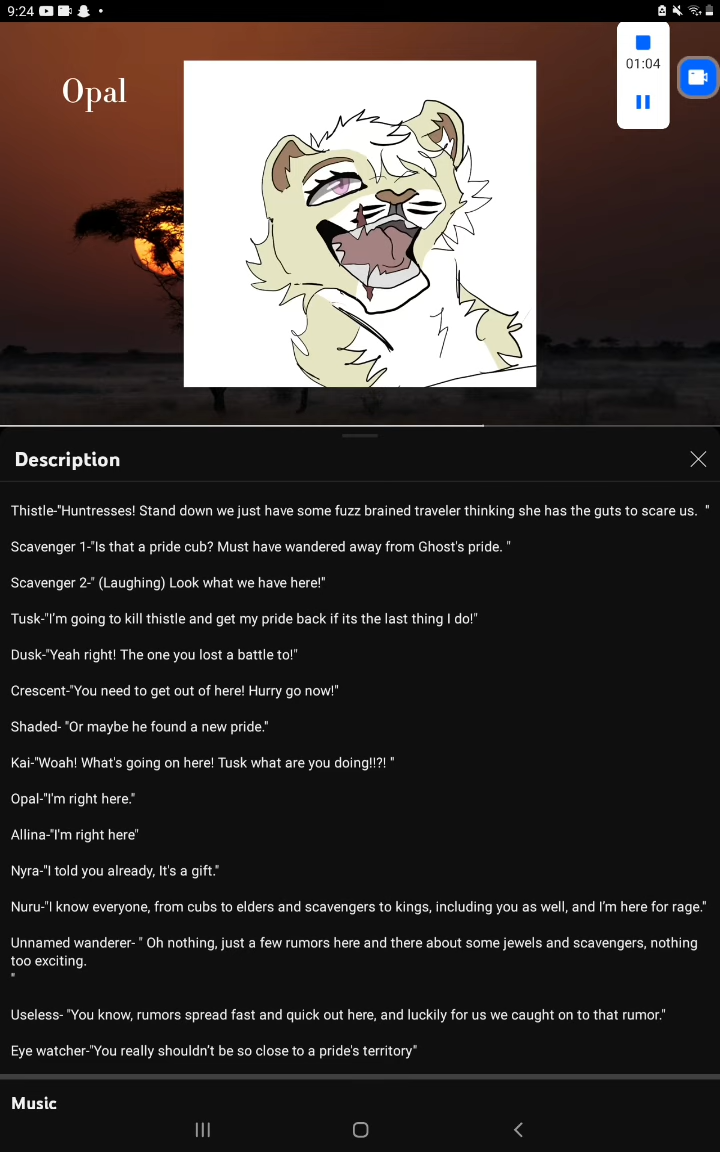 9:24
01:04
Opal
Description
Thistle-"Huntresses! Stand down we just have some fuzz brained traveler thinking she has the guts to scare us.  "
Scavenger 1-"Is that a pride cub? Must have wandered away from Ghost's pride. "
Scavenger 2-" (Laughing) Look what we have here!"
Tusk-"I'm going to kill thistle and get my pride back if its the last thing I do!"
Dusk-"Yeah right! The one you lost a battle to!"
Crescent-"You need to get out of here! Hurry go now!"
Shaded- "Or maybe he found a new pride."
Kai-"Woah! What's going on here! Tusk what are you doing!!?! "
Opal-"I'm right here."
Allina-"I'm right here"
Nyra-"I told you already, It's a gift."
Nuru-"I know everyone, from cubs to elders and scavengers to kings, including you as well, and I'm here for rage."
Unnamed wanderer- " Oh nothing, just a few rumors here and there about some jewels and scavengers, nothing
too exciting.
"
Useless- "You know, rumors spread fast and quick out here, and luckily for us we caught on to that rumor."
Eye watcher-"You really shouldn't be so close to a pride's territory"
Music